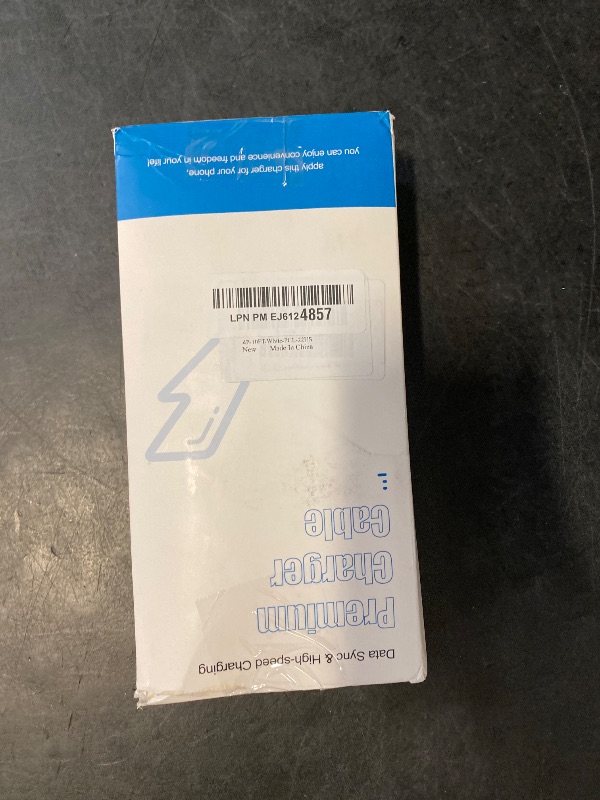 Data Sync & High-speed Charging
Premium
Charger
Cable
apply this charger for your phone,
you can enjoy convenience and freedom in your life!
LPN PM EJ6124857
New Made In China